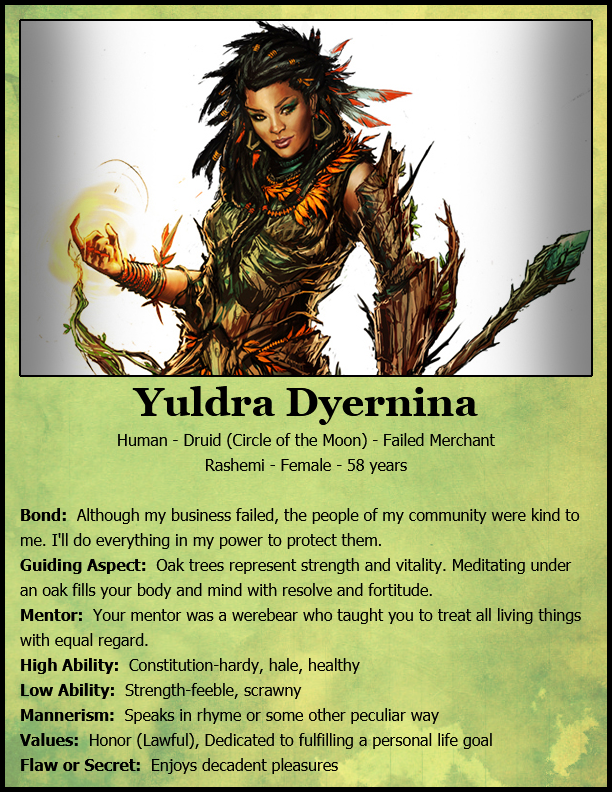 Yuldra Dyernina
Human - Druid (Circle of the Moon) - Failed Merchant
Rashemi - Female - 58 years
Bond:  Although my business failed, the people of my community were kind to
me. I'll do everything in my power to protect them.
Guiding Aspect:  Oak trees represent strength and vitality. Meditating under
an oak fills your body and mind with resolve and fortitude.
Mentor:  Your mentor was a werebear who taught you to treat all living things
with equal regard.
High Ability:  Constitution-hardy, hale, healthy
Low Ability:  Strength-feeble, scrawny
Mannerism:  Speaks in rhyme or some other peculiar way
Values:  Honor (Lawful), Dedicated to fulfilling a personal life goal
Flaw or Secret:  Enjoys decadent pleasures